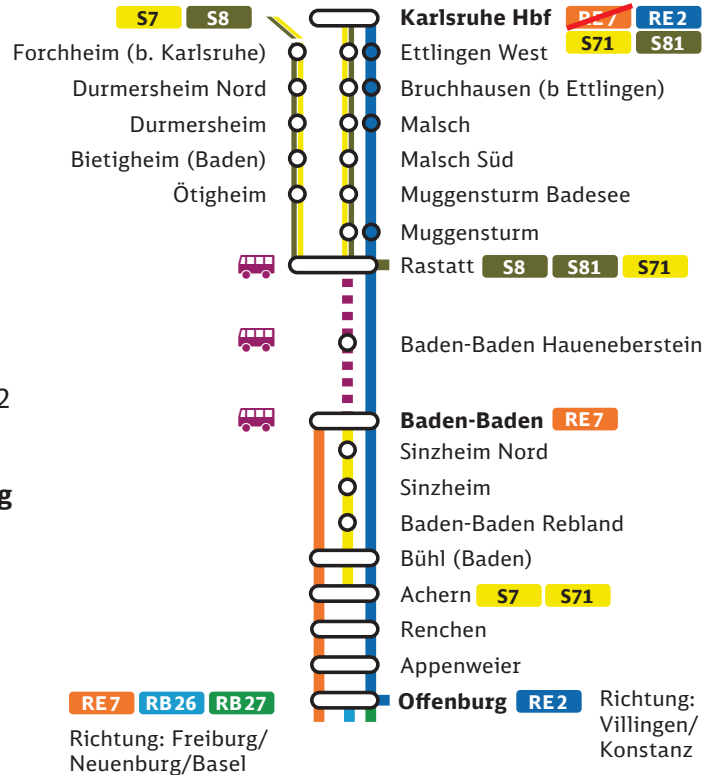 S7 S8
Karlsruhe Hbf RE7 RE2
S71 S81
Forchheim (b. Karlsruhe)
Ettlingen West
Durmersheim Nord
Bruchhausen (b Ettlingen)
Durmersheim
Malsch
Bietigheim (Baden)
Malsch Süd
Ötigheim
Muggensturm Badesee
Muggensturm
Rastatt S8 S81 S71
Baden-Baden Haueneberstein
2
Baden-Baden RE7
Sinzheim Nord
Sinzheim
g
Baden-Baden Rebland
Bühl (Baden)
Achern S7 S71
Renchen
Appenweier
Offenburg RE2
Richtung:
Villingen/
Konstanz
RE7 RB26 RB27
Richtung: Freiburg/
Neuenburg/Basel